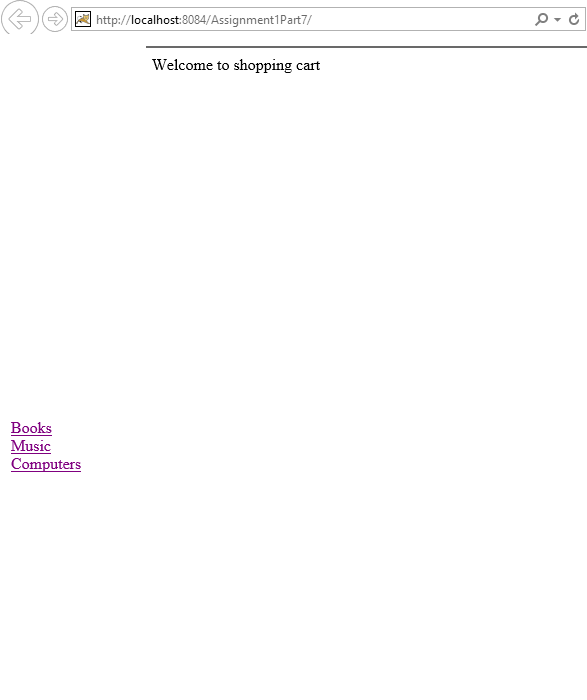 http://localhost:8084/Assignment1Part7/
Welcome to shopping cart
Books
Music
Computers